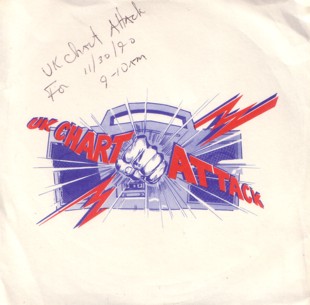 UK Chart Attack
For 11/30/90
9-10AM
UK CHART
ATTACK